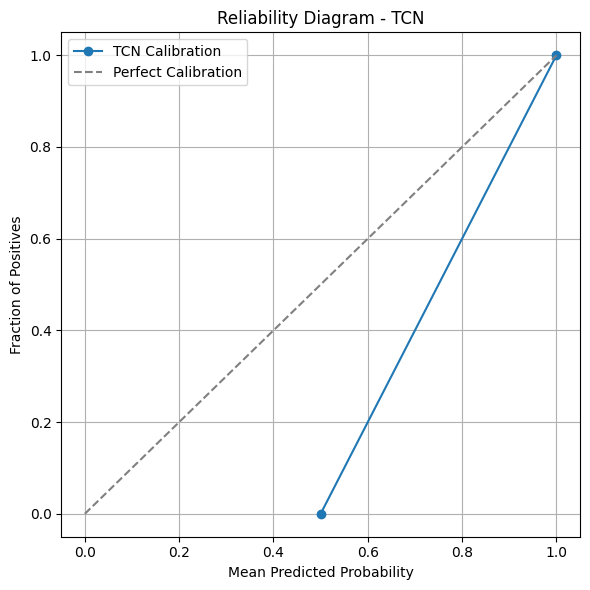 Reliability Diagram - TCN
TCN Calibration
Perfect Calibration
Fraction of Positives
1.0
0.8
0.6
0.4
0.2
0.0
0.0 0.2 0.4 0.6 0.8 1.0
Mean Predicted Probability